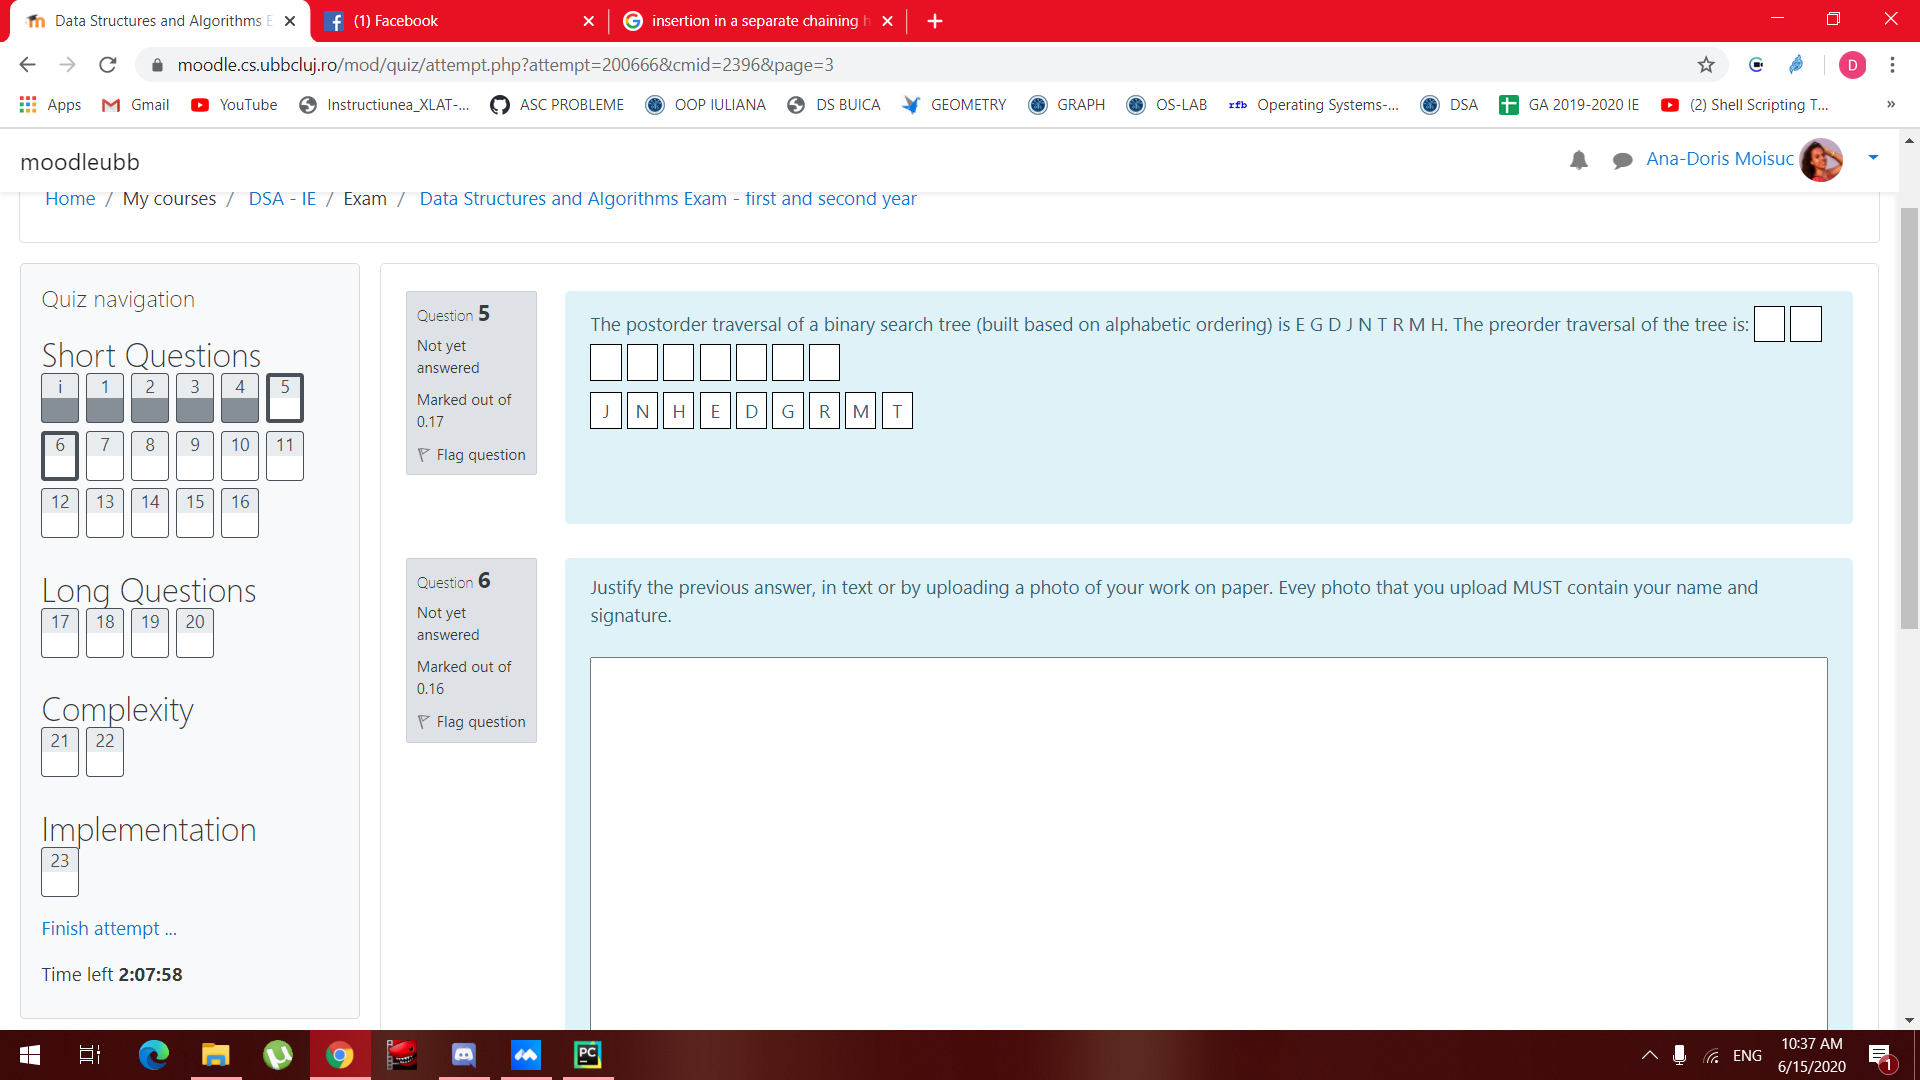 Data Structures and Algorithms E
(1) Facebook
insertion in a separate chaining h
moodle.cs.ubbcluj.ro/mod/quiz/attempt.php?attempt=200666&cmid=2396&page=3
D
Apps
Gmail
YouTube
Instructiunea_XLAT-...
ASC PROBLEME
OOP IULIANA
DS BUICA
GEOMETRY
GRAPH
OS-LAB
rfb
Operating Systems-...
DSA
GA 2019-2020 IE
(2) Shell Scripting T...
»
moodleubb
Ana-Doris Moisuc
Home / My courses / DSA - IE / Exam / Data Structures and Algorithms Exam - first and second year
Quiz navigation
Short Questions
i 1 2 3 4 5
6 7 8 9 10 11
12 13 14 15 16
Long Questions
17 18 19 20
Complexity
21 22
Implementation
23
Finish attempt ...
Time left 2:07:58
Question 5
Not yet
answered
Marked out of
0.17
Flag question
The postorder traversal of a binary search tree (built based on alphabetic ordering) is E G D J N T R M H. The preorder traversal of the tree is:
J N H E D G R M T
Question 6
Not yet
answered
Marked out of
0.16
Flag question
Justify the previous answer, in text or by uploading a photo of your work on paper. Evey photo that you upload MUST contain your name and
signature.
PC
ENG
10:37 AM
6/15/2020
1